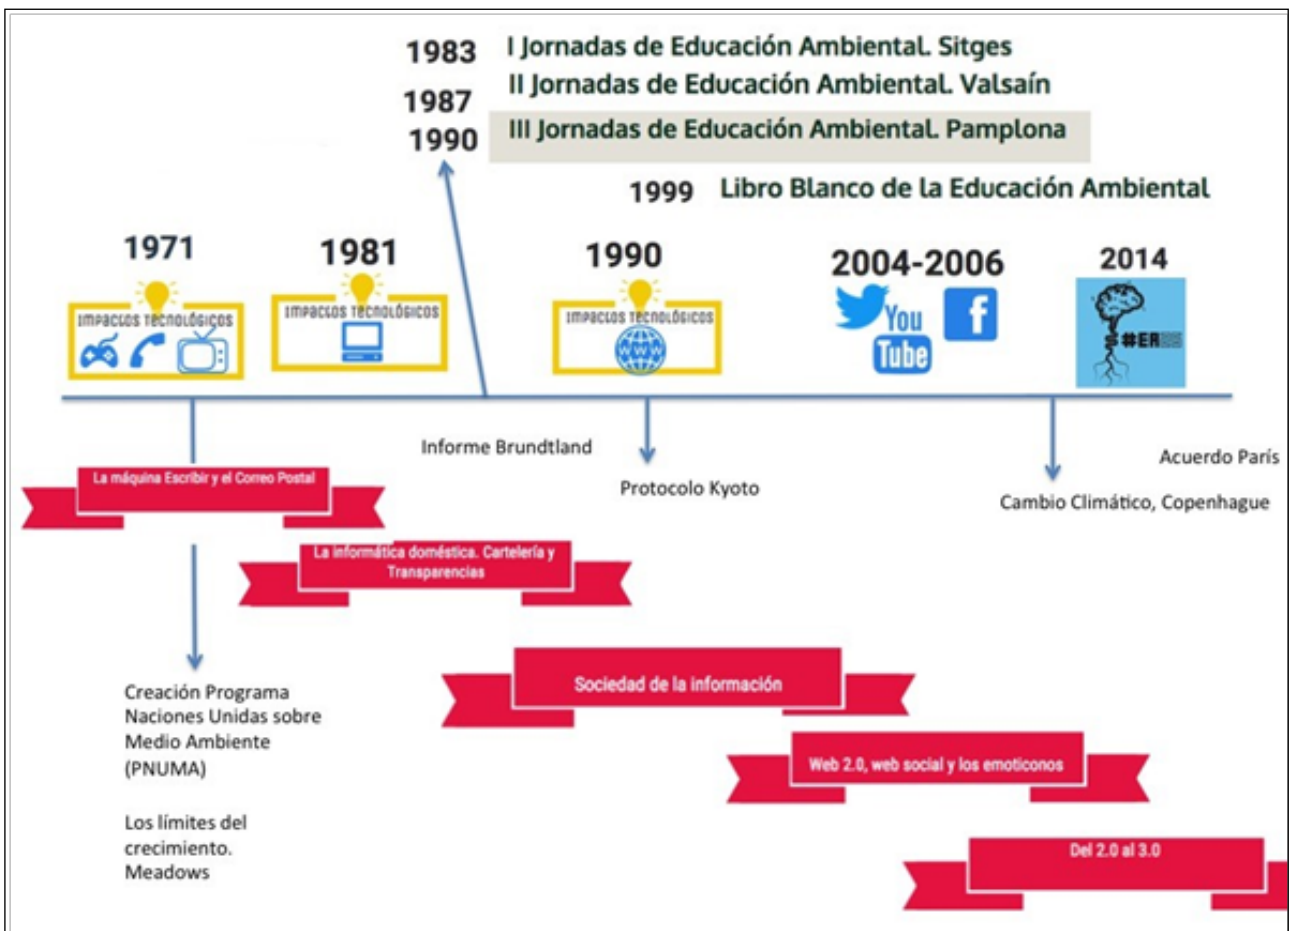 1983 I Jornadas de Educación Ambiental. Sitges
1987 II Jornadas de Educación Ambiental. Valsaín
1990 III Jornadas de Educación Ambiental. Pamplona
1999 Libro Blanco de la Educación Ambiental
1971
1981
1990
2004-2006
2014
IMPACTOS TECNOLÓGICOS
IMPACTOS TECNOLÓGICOS
IMPACTOS TECNOLÓGICOS
WWW
You
Tube
f
Informe Brundtland
Protocolo Kyoto
Acuerdo París
Cambio Climático, Copenhague
La máquina Escribir y el Correo Postal
La informática doméstica. Cartelería y
Transparencias
Sociedad de la información
Web 2.0, web social y los emoticonos
Del 2.0 al 3.0
Creación Programa
Naciones Unidas sobre
Medio Ambiente
(PNUMA)
Los límites del
crecimiento.
Meadows